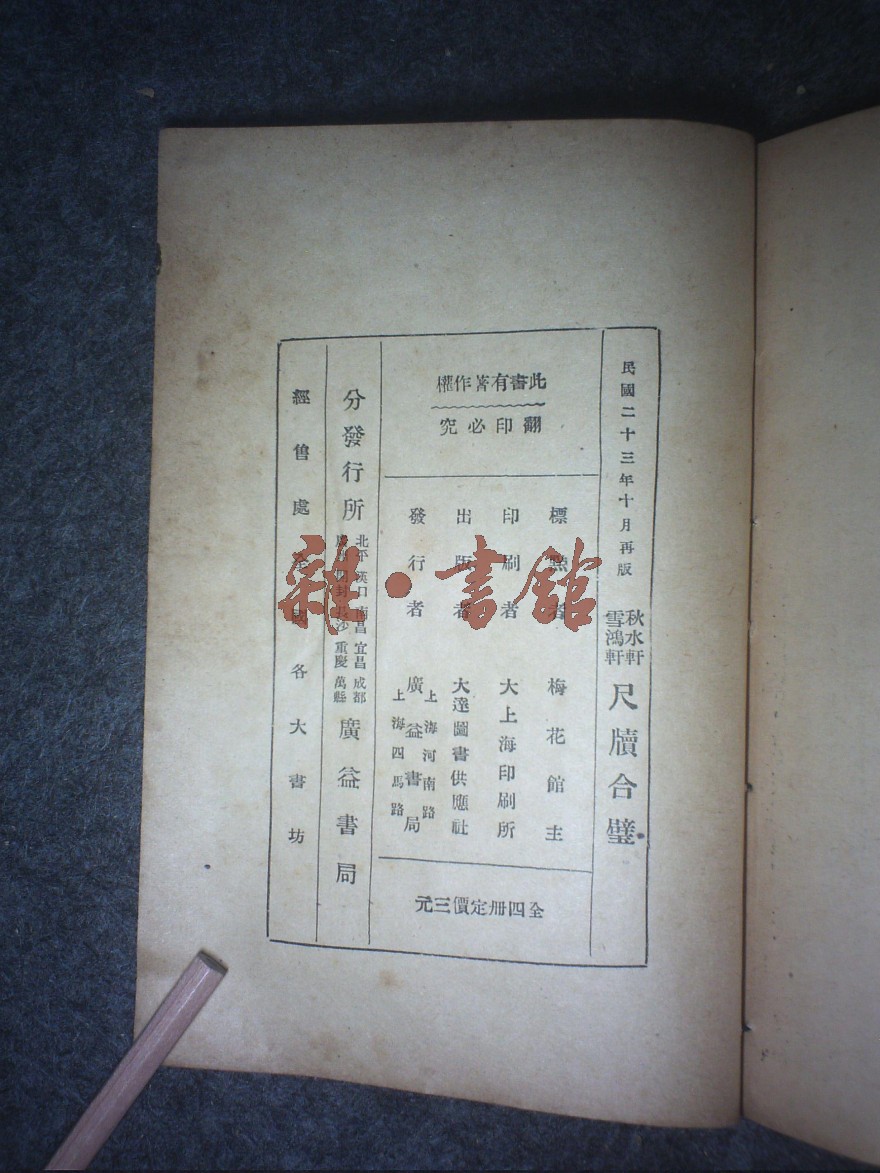 民國二十三年十月再版
秋水軒
雪鴻軒
尺牘合璧
此書有著作權
翻印必究
標點者 梅花館主
印刷者 大上海印刷所
出版者 大達圖書供應社
發行者 廣益書局
上海河南路
上海四馬路
全四册定價三元
分發行所
北平 漢口 南昌 宜昌 成都
開封 長沙 重慶 萬縣
廣益書局
經售處 全國各大書坊
雜·書館